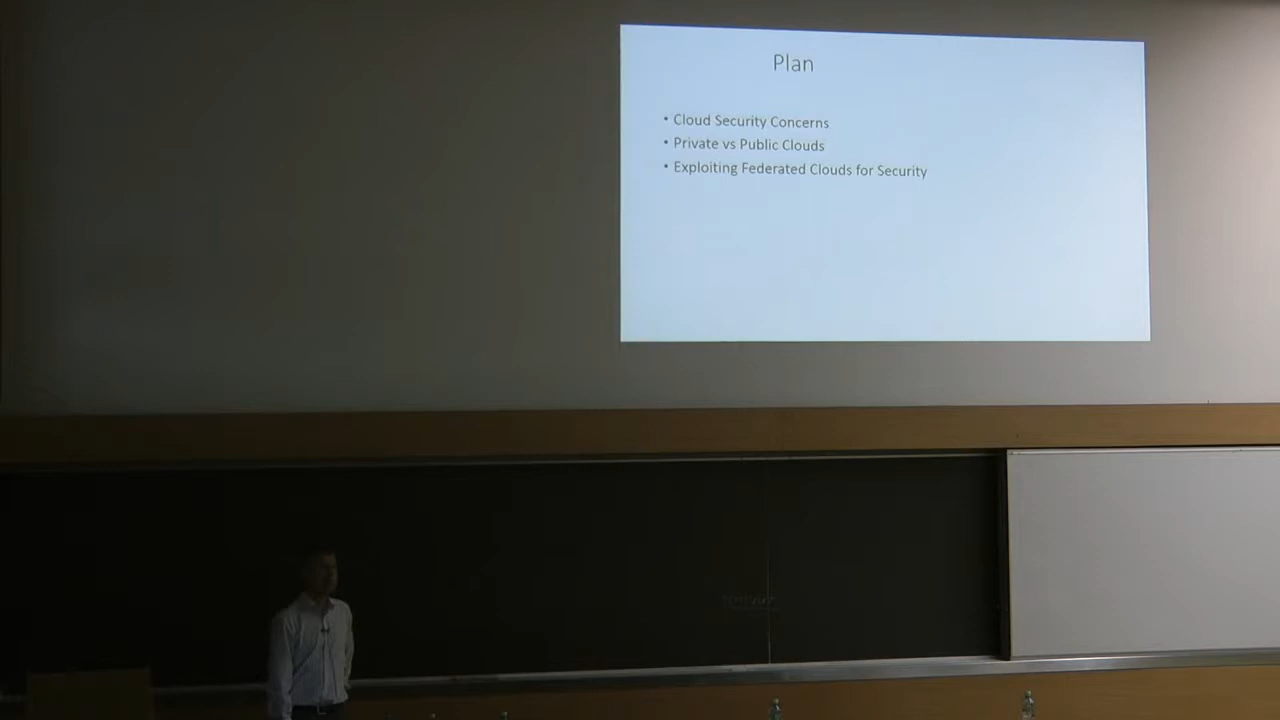 Plan
• Cloud Security Concerns
• Private vs Public Clouds
• Exploiting Federated Clouds for Security